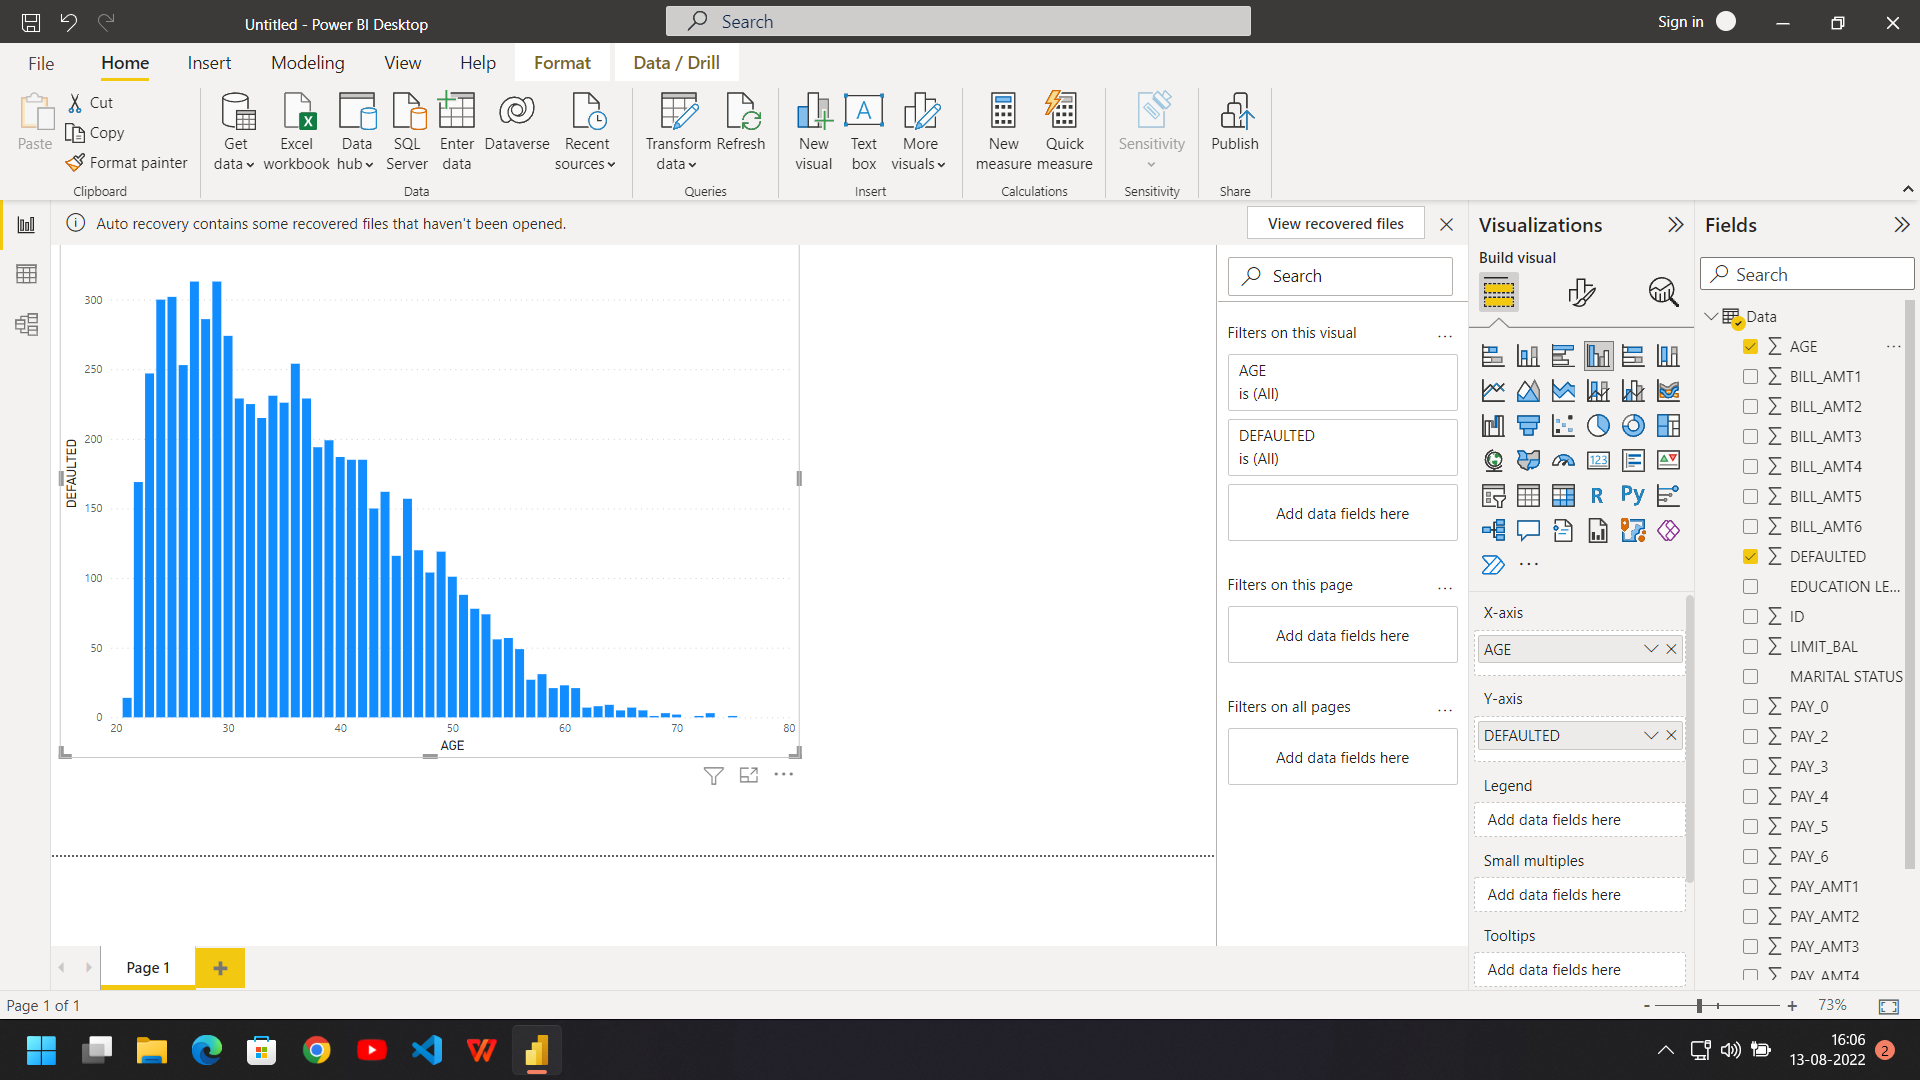 Untitled - Power BI Desktop
Search
Sign in
File
Home
Insert
Modeling
View
Help
Format
Data / Drill
Paste
Cut
Copy
Format painter
Clipboard
Get data
Excel workbook
Data hub
SQL Server
Enter data
Dataverse
Recent sources
Data
Transform data
Refresh
Queries
New visual
Text box
More visuals
Insert
New measure
Quick measure
Calculations
Sensitivity
Sensitivity
Publish
Share
Auto recovery contains some recovered files that haven't been opened.
View recovered files
DEFAULTED
300
250
200
150
100
50
0
20
30
40
50
60
70
80
AGE
Search
Filters on this visual
...
AGE
is (All)
DEFAULTED
is (All)
Add data fields here
Filters on this page
...
Add data fields here
Filters on all pages
...
Add data fields here
Visualizations
Build visual
123
R
Py
...
X-axis
AGE
Y-axis
DEFAULTED
Legend
Add data fields here
Small multiples
Add data fields here
Tooltips
Add data fields here
Fields
Search
Data
AGE
...
BILL_AMT1
BILL_AMT2
BILL_AMT3
BILL_AMT4
BILL_AMT5
BILL_AMT6
DEFAULTED
EDUCATION LE...
ID
LIMIT_BAL
MARITAL STATUS
PAY_0
PAY_2
PAY_3
PAY_4
PAY_5
PAY_6
PAY_AMT1
PAY_AMT2
PAY_AMT3
PAY_AMT4
Page 1
Page 1 of 1
- + 73%
16:06
13-08-2022
2